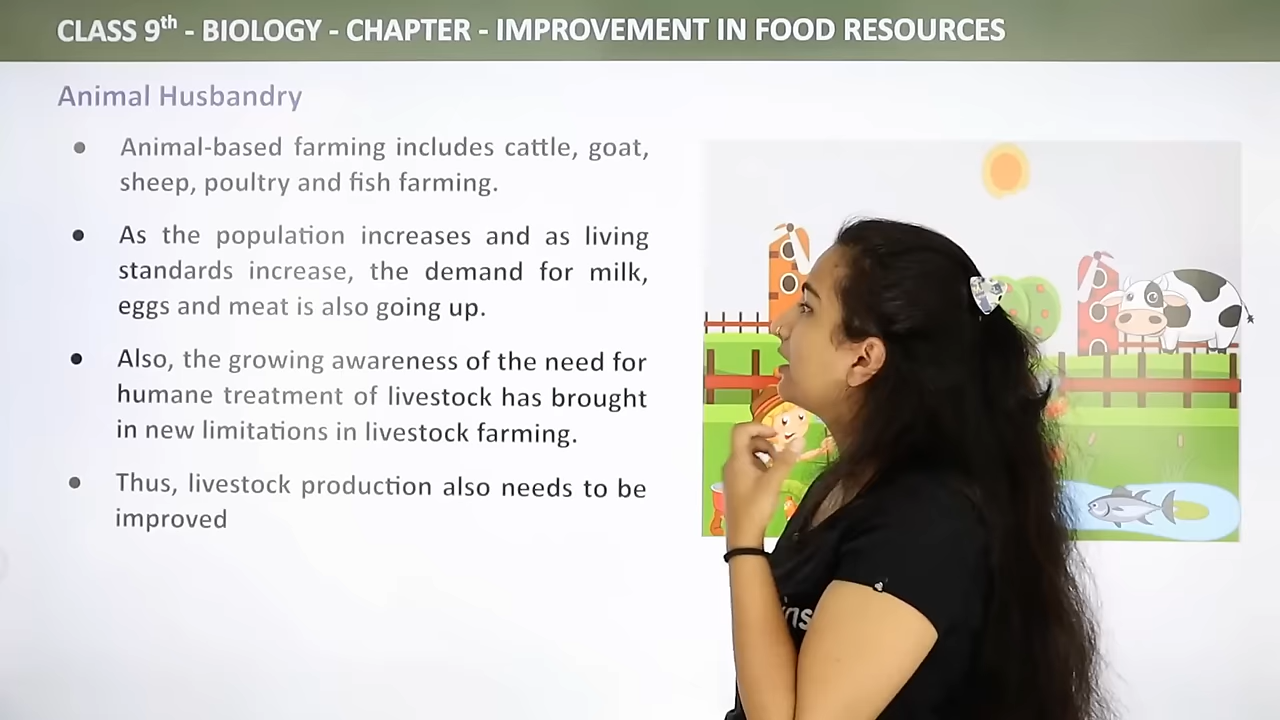 CLASS 9th - BIOLOGY - CHAPTER - IMPROVEMENT IN FOOD RESOURCES
Animal Husbandry
● Animal-based farming includes cattle, goat,
sheep, poultry and fish farming.
● As the population increases and as living
standards increase, the demand for milk,
eggs and meat is also going up.
● Also, the growing awareness of the need for
humane treatment of livestock has brought
in new limitations in livestock farming.
● Thus, livestock production also needs to be
improved